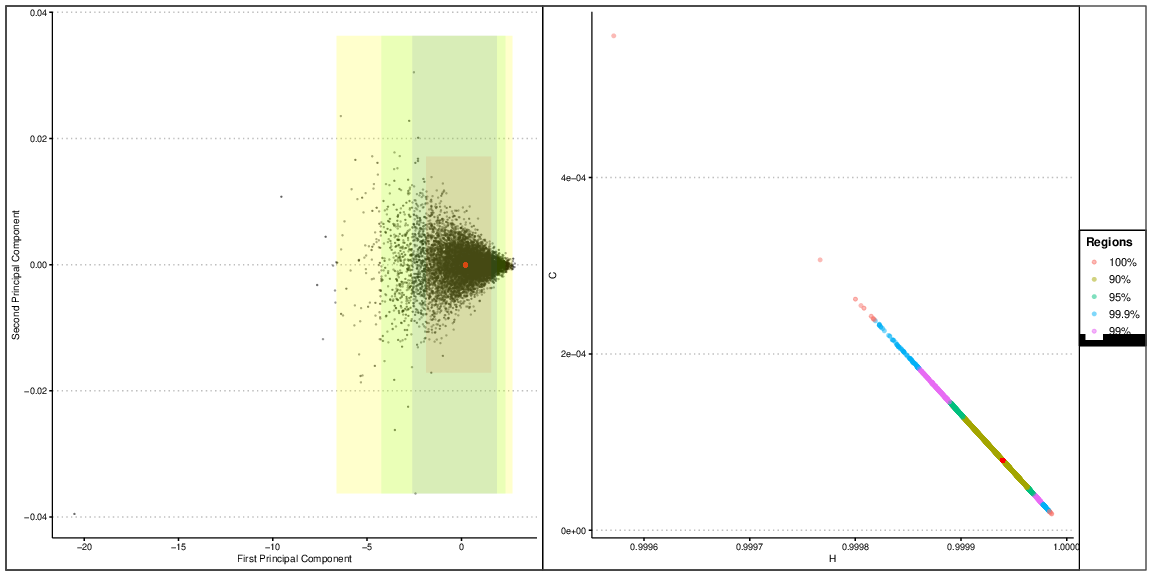 0.04
0.02
0.00
−0.02
−0.04
Second Principal Component
−20
−15
−10
−5
0
First Principal Component
4e−04
2e−04
0e+00
C
0.9996
0.9997
0.9998
0.9999
1.0000
H
Regions
100%
90%
95%
99.9%
99%